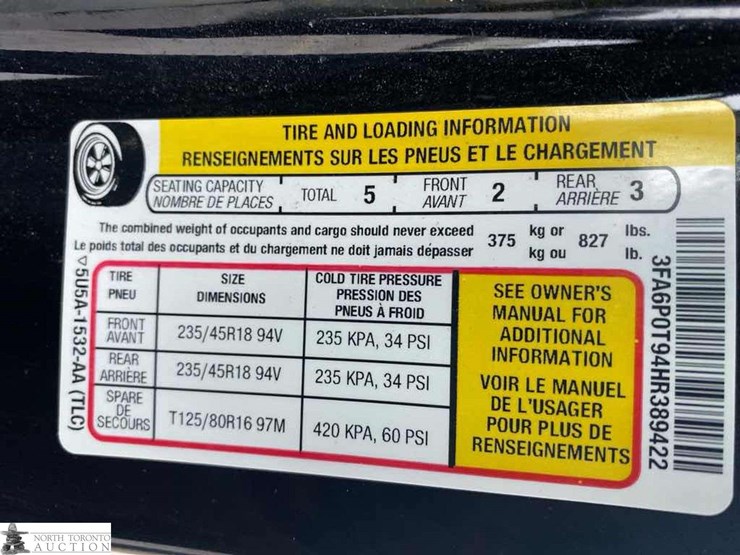 TIRE AND LOADING INFORMATION
RENSEIGNEMENTS SUR LES PNEUS ET LE CHARGEMENT
SEATING CAPACITY
NOMBRE DE PLACES
TOTAL 5
FRONT
AVANT
2
REAR
ARRIÈRE
3
The combined weight of occupants and cargo should never exceed
Le poids total des occupants et du chargement ne doit jamais dépasser
375
kg or
kg ou
827
lbs.
lb.
TIRE
PNEU
SIZE
DIMENSIONS
COLD TIRE PRESSURE
PRESSION DES
PNEUS À FROID
FRONT
AVANT
235/45R18 94V
235 KPA, 34 PSI
REAR
ARRIÈRE
235/45R18 94V
235 KPA, 34 PSI
SPARE
DE
SECOURS
T125/80R16 97M
420 KPA, 60 PSI
SEE OWNER'S
MANUAL FOR
ADDITIONAL
INFORMATION
VOIR LE MANUEL
DE L'USAGER
POUR PLUS DE
RENSEIGNEMENTS
5U5A-1532-AA (TLC)
3FA6P0T94HR389422
NORTH TORONTO
AUCTION